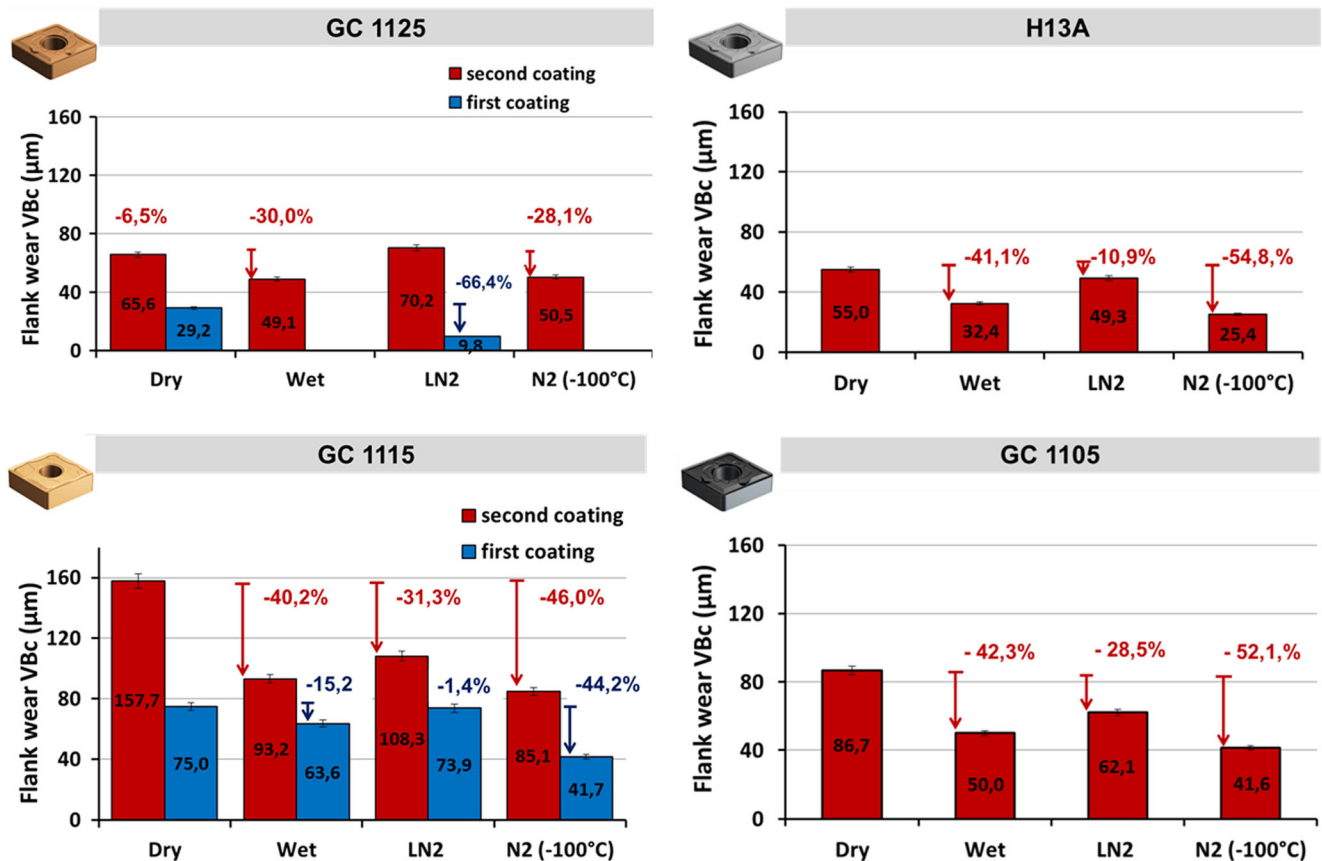 GC 1125
second coating
first coating
Flank wear VBc (µm)
160
120
80
40
0
-6,5%
-30,0%
-28,1%
-66,4%
65,6
29,2
49,1
70,2
9,8
50,5
Dry
Wet
LN2
N2 (-100°C)
H13A
Flank wear VBc (µm)
160
120
80
40
0
-41,1%
-10,9%
-54,8,%
55,0
32,4
49,3
25,4
Dry
Wet
LN2
N2 (-100°C)
GC 1115
second coating
first coating
Flank wear VBc (µm)
160
120
80
40
0
-40,2%
-31,3%
-46,0%
-15,2
-1,4%
-44,2%
157,7
75,0
93,2
63,6
108,3
73,9
85,1
41,7
Dry
Wet
LN2
N2 (-100°C)
GC 1105
Flank wear VBc (µm)
160
120
80
40
0
- 42,3%
- 28,5%
- 52,1,%
86,7
50,0
62,1
41,6
Dry
Wet
LN2
N2 (-100°C)